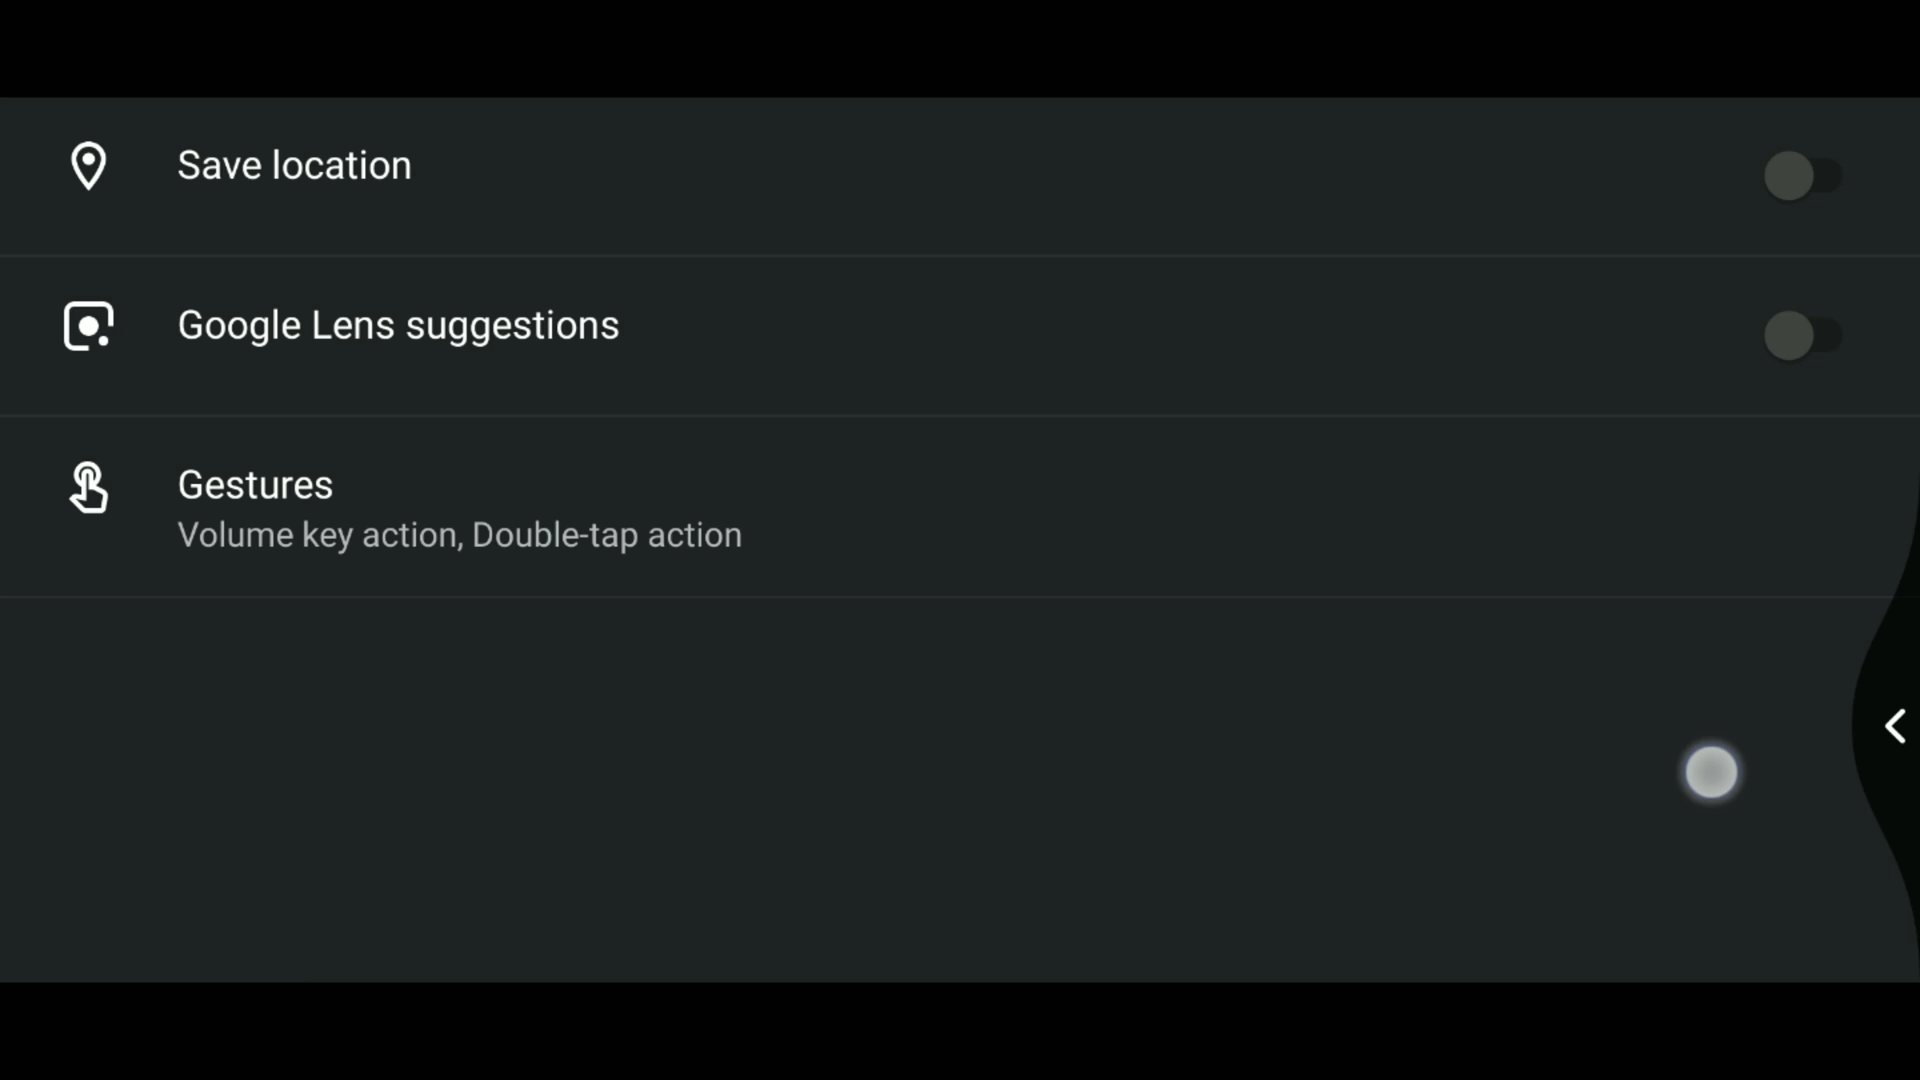 Save location
Google Lens suggestions
Gestures
Volume key action, Double-tap action